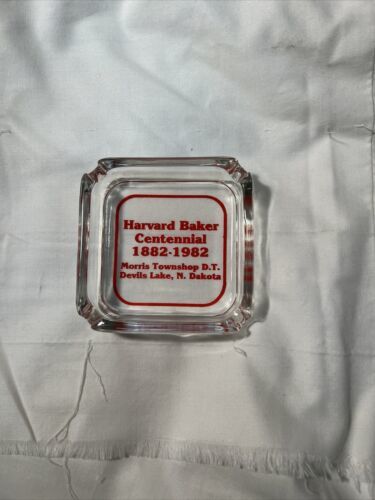 Harvard Baker
Centennial
1882-1982
Morris Townshop D.T.
Devils Lake, N. Dakota